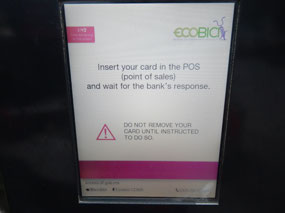 ECOBICI
Insert your card in the POS
(point of sales)
and wait for the bank's response.
DO NOT REMOVE YOUR
CARD UNTIL INSTRUCTED
TO DO SO.